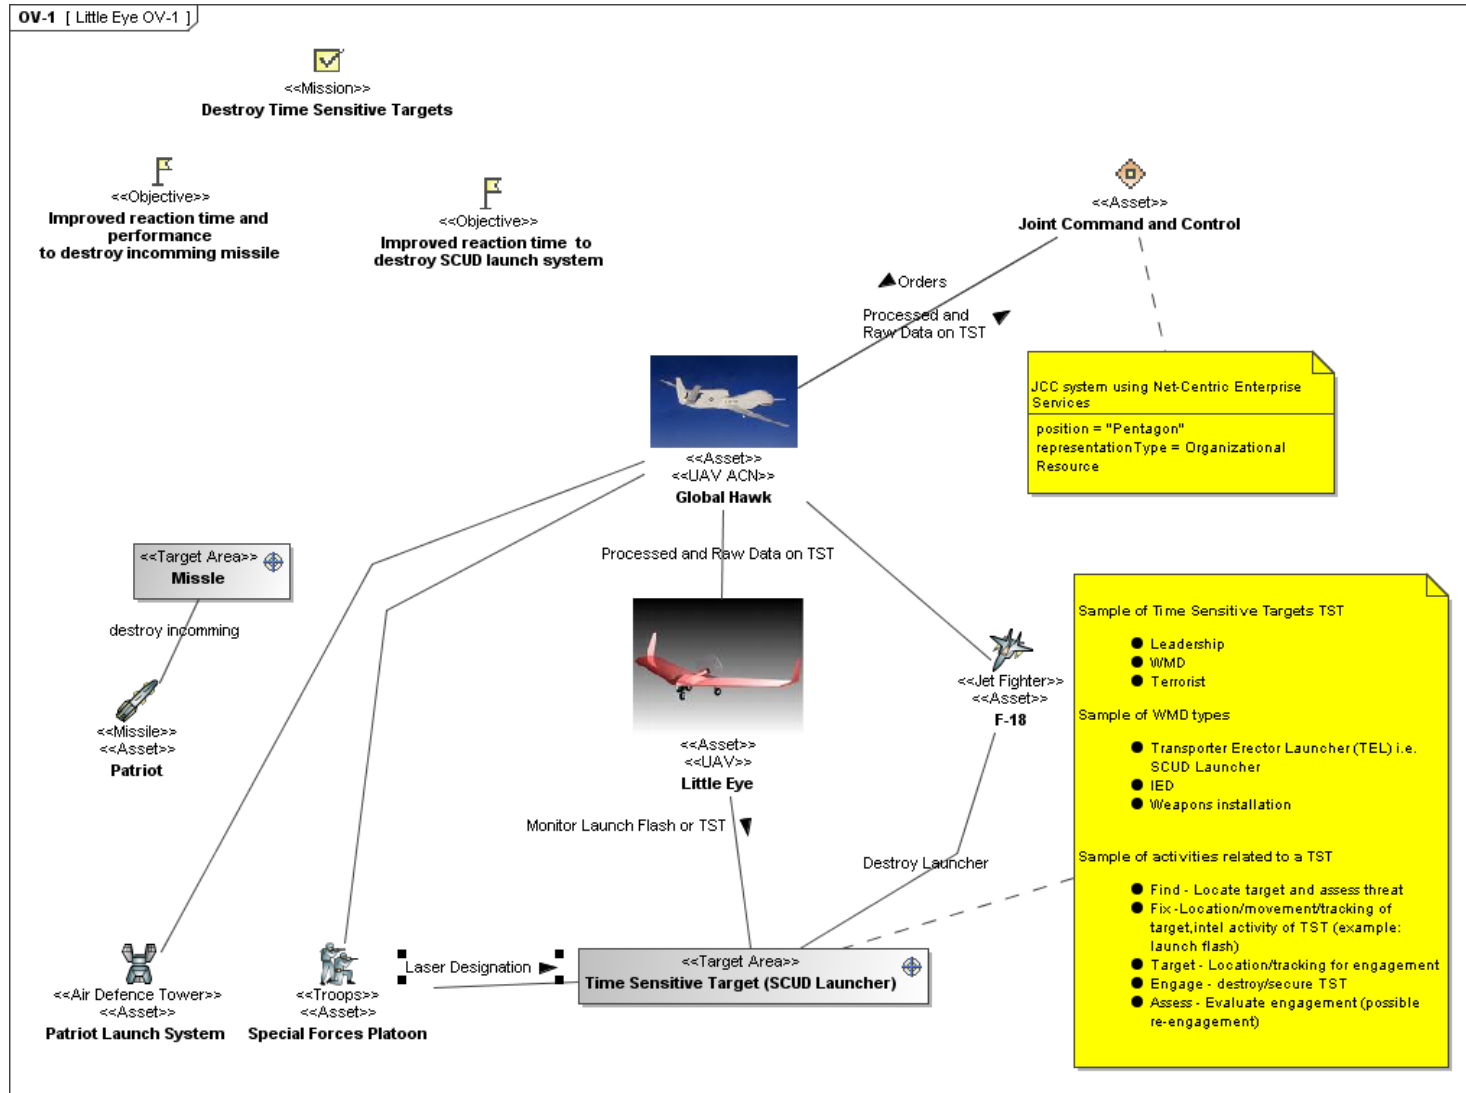 OV-1 [ Little Eye OV-1 ]
<<Mission>>
Destroy Time Sensitive Targets
<<Objective>>
Improved reaction time and
performance
to destroy incomming missile
<<Objective>>
Improved reaction time to
destroy SCUD launch system
<<Asset>>
Joint Command and Control
Orders
Processed and
Raw Data on TST
JCC system using Net-Centric Enterprise
Services
position = "Pentagon"
representationType = Organizational
Resource
<<Asset>>
<<UAV ACN>>
Global Hawk
Processed and Raw Data on TST
<<Target Area>>
Missle
destroy incomming
<<Missile>>
<<Asset>>
Patriot
<<Asset>>
<<UAV>>
Little Eye
<<Jet Fighter>>
<<Asset>>
F-18
Monitor Launch Flash or TST
Destroy Launcher
Sample of Time Sensitive Targets TST
Leadership
WMD
Terrorist
Sample of WMD types
Transporter Erector Launcher (TEL) i.e.
SCUD Launcher
IED
Weapons installation
Sample of activities related to a TST
Find - Locate target and assess threat
Fix -Location/movement/tracking of
target,intel activity of TST (example:
launch flash)
Target - Location/tracking for engagement
Engage - destroy/secure TST
Assess - Evaluate engagement (possible
re-engagement)
<<Air Defence Tower>>
<<Asset>>
Patriot Launch System
<<Troops>>
<<Asset>>
Special Forces Platoon
Laser Designation
<<Target Area>>
Time Sensitive Target (SCUD Launcher)